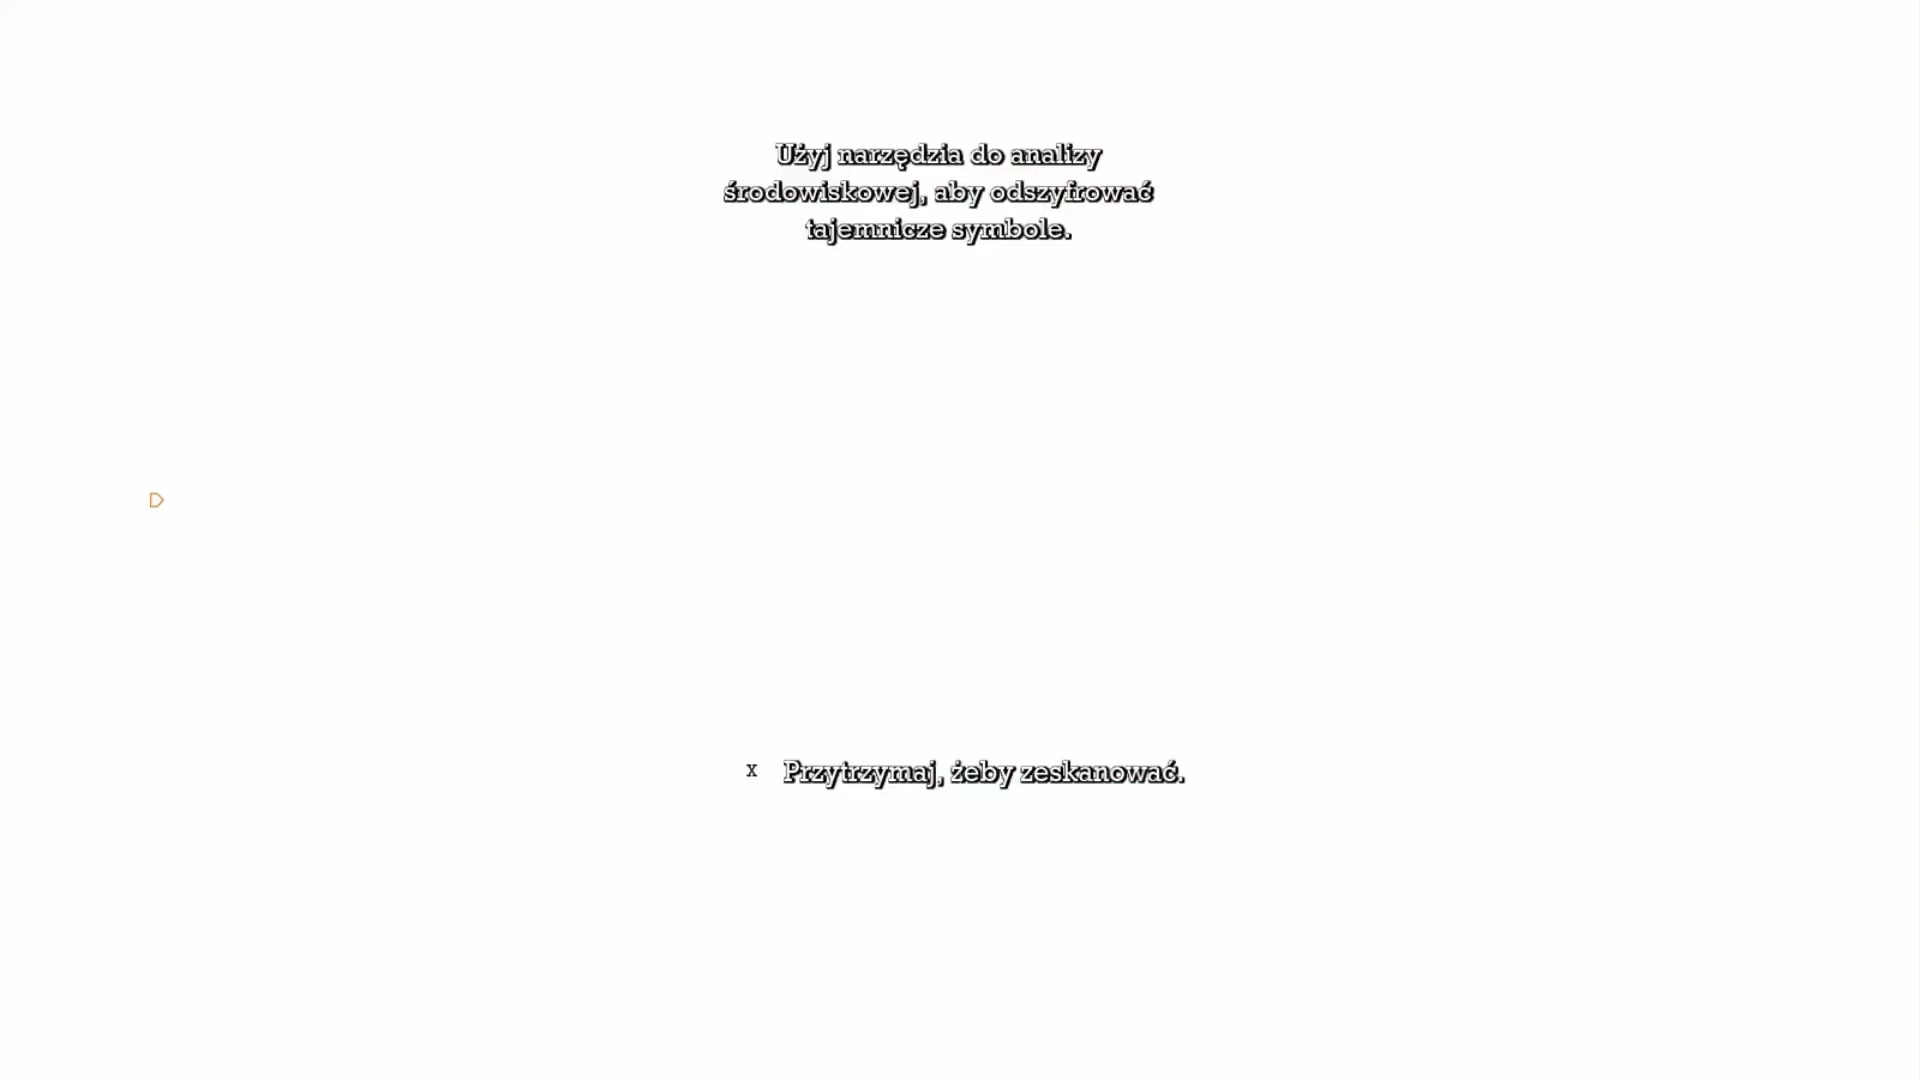 Użyj narzędzia do analizy
środowiskowej, aby odszyfrować
tajemnicze symbole.
x Przytrzymaj, żeby zeskanować.